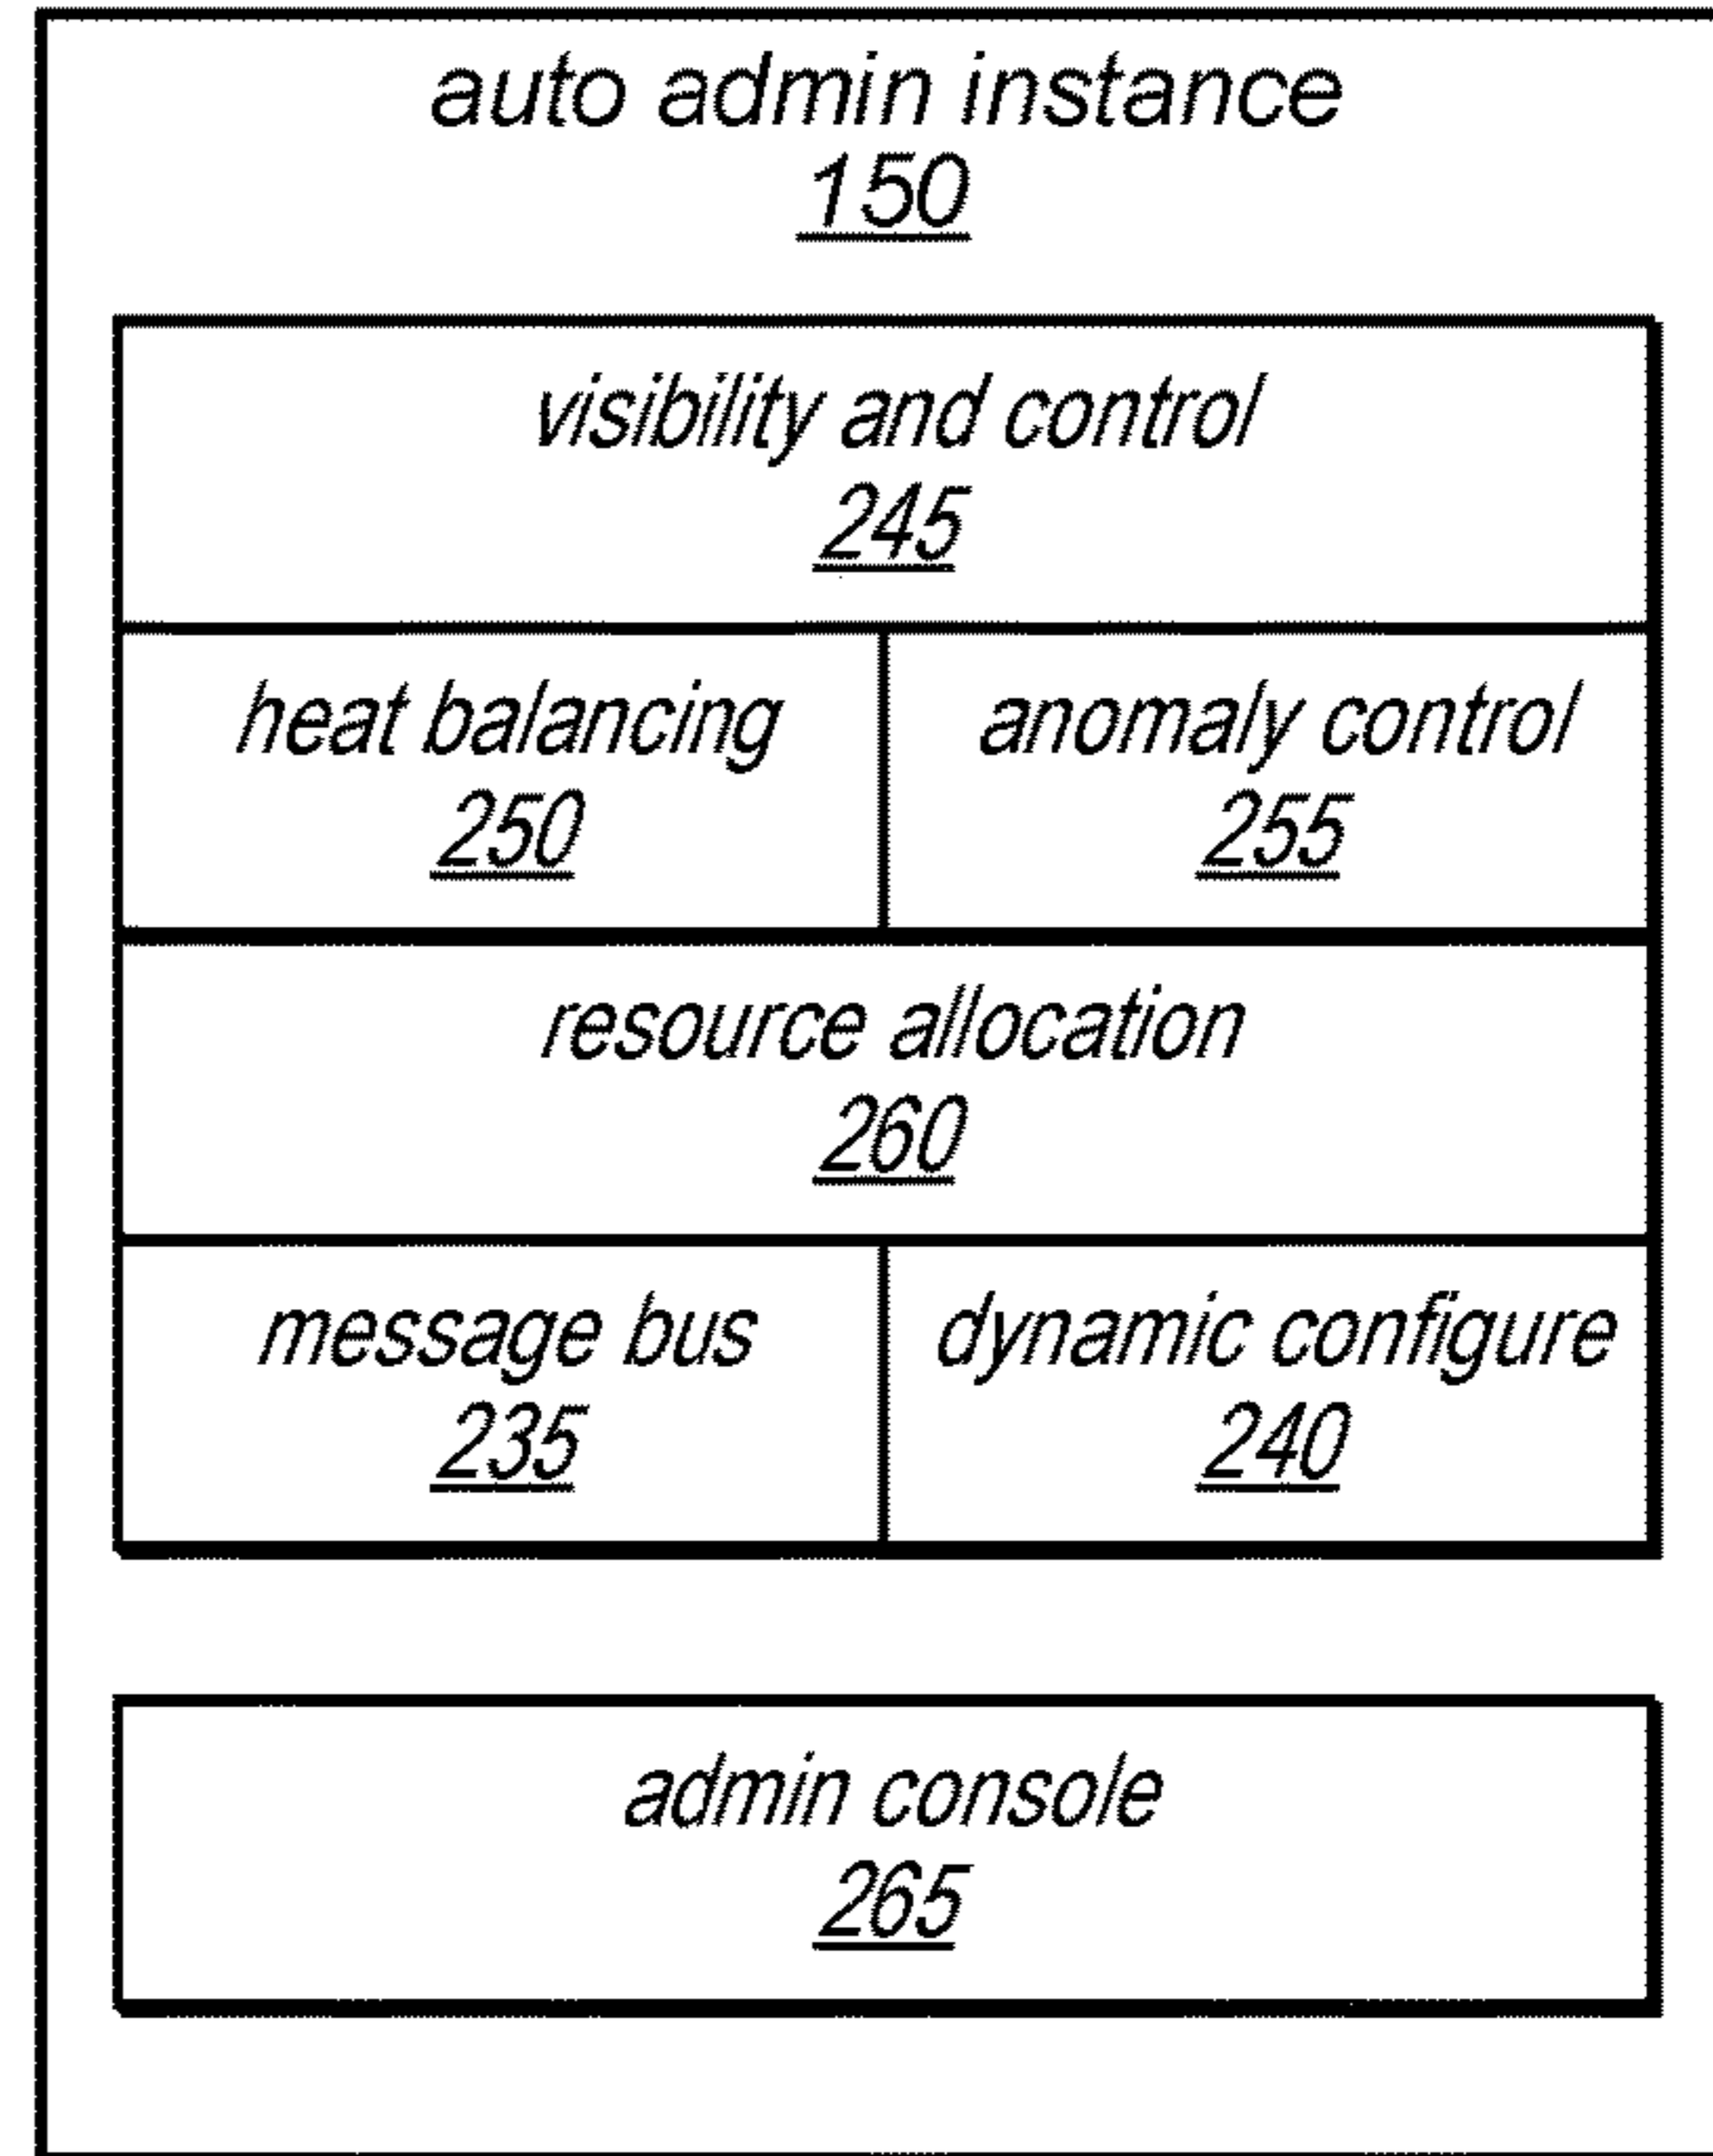 auto admin instance
150
visibility and control
245
heat balancing
250
anomaly control
255
resource allocation
260
message bus
235
dynamic configure
240
admin console
265